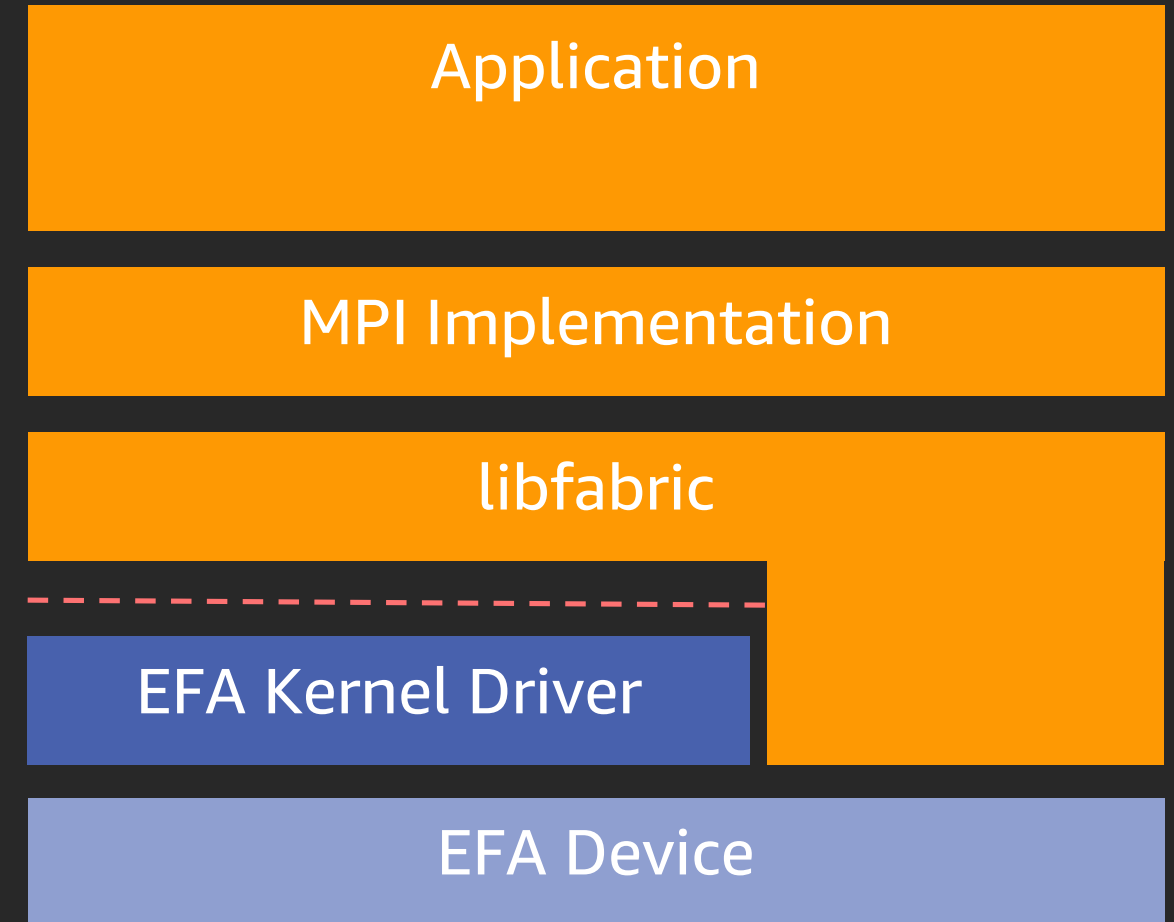 Application
MPI Implementation
libfabric
EFA Kernel Driver
EFA Device